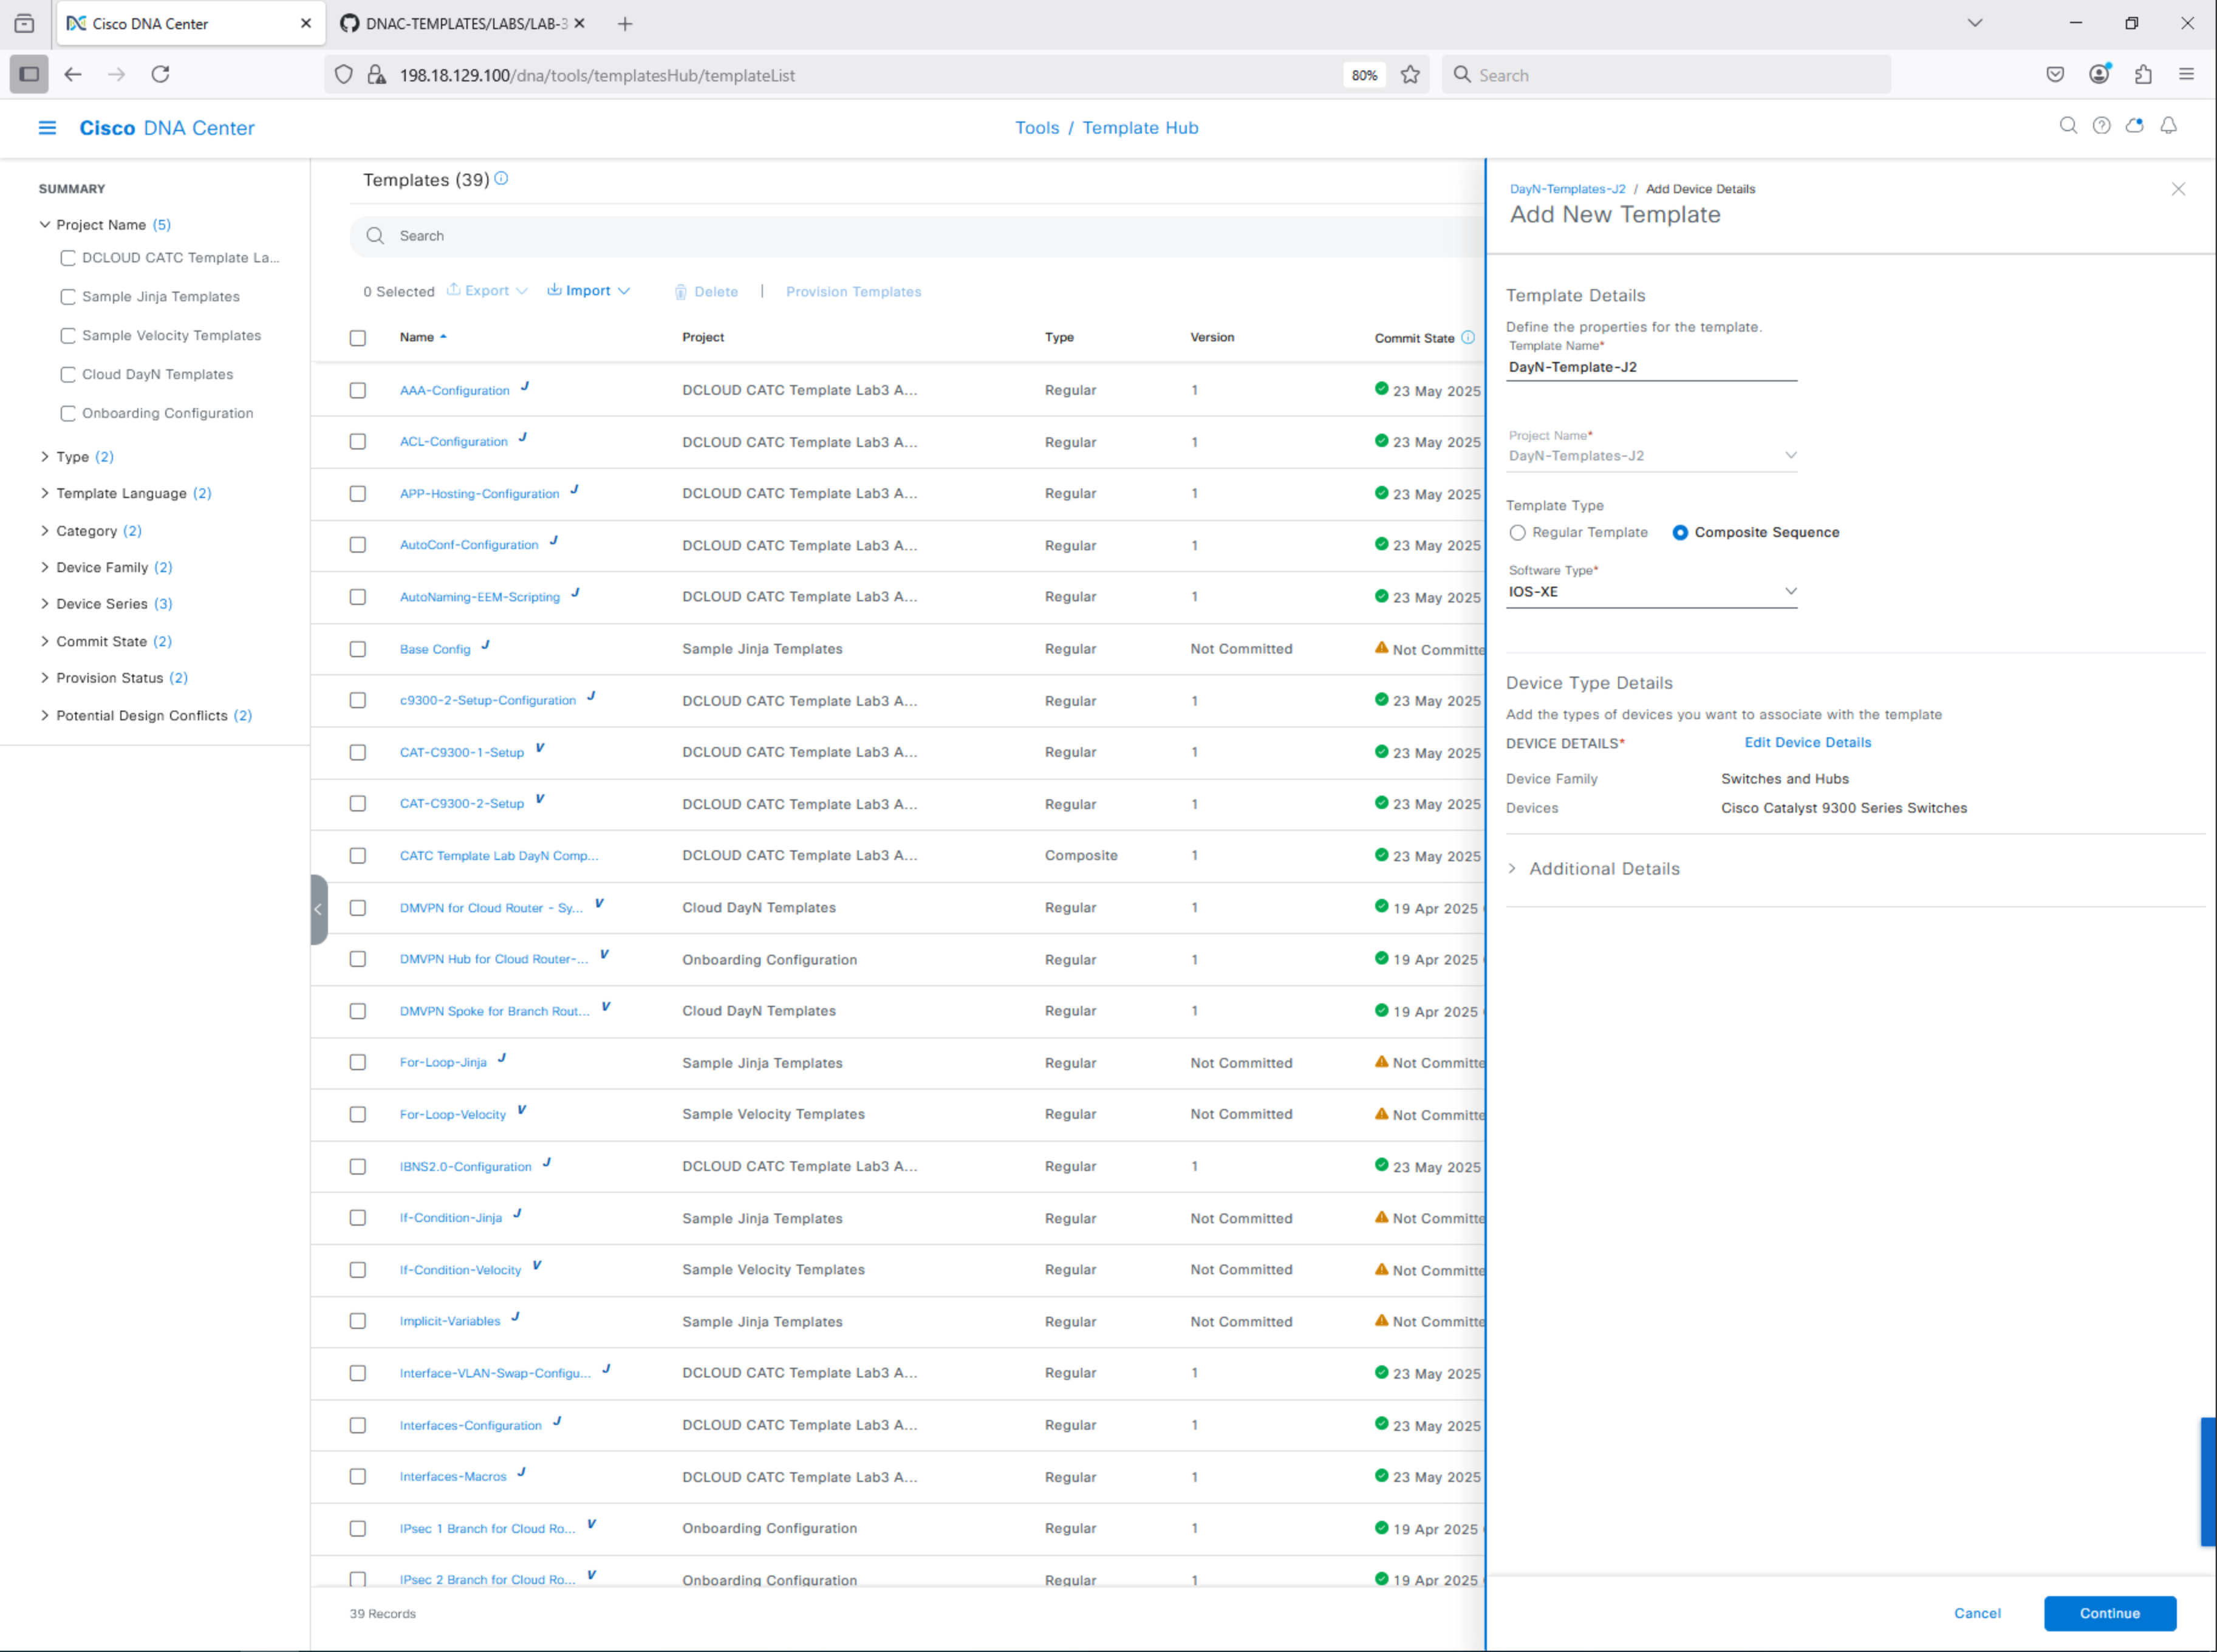 Cisco DNA Center
DNAC-TEMPLATES/LABS/LAB-3
198.18.129.100/dna/tools/templatesHub/templateList
80%
Search
Cisco DNA Center
Tools / Template Hub
SUMMARY
Project Name (5)
DCLOUD CATC Template La...
Sample Jinja Templates
Sample Velocity Templates
Cloud DayN Templates
Onboarding Configuration
Type (2)
Template Language (2)
Category (2)
Device Family (2)
Device Series (3)
Commit State (2)
Provision Status (2)
Potential Design Conflicts (2)
Templates (39)
Search
0 Selected Export Import Delete | Provision Templates
Name Project Type Version Commit State
AAA-Configuration J DCLOUD CATC Template Lab3 A... Regular 1 23 May 2025
ACL-Configuration J DCLOUD CATC Template Lab3 A... Regular 1 23 May 2025
APP-Hosting-Configuration J DCLOUD CATC Template Lab3 A... Regular 1 23 May 2025
AutoConf-Configuration J DCLOUD CATC Template Lab3 A... Regular 1 23 May 2025
AutoNaming-EEM-Scripting J DCLOUD CATC Template Lab3 A... Regular 1 23 May 2025
Base Config J Sample Jinja Templates Regular Not Committed Not Committe
c9300-2-Setup-Configuration J DCLOUD CATC Template Lab3 A... Regular 1 23 May 2025
CAT-C9300-1-Setup V DCLOUD CATC Template Lab3 A... Regular 1 23 May 2025
CAT-C9300-2-Setup V DCLOUD CATC Template Lab3 A... Regular 1 23 May 2025
CATC Template Lab DayN Comp... DCLOUD CATC Template Lab3 A... Composite 1 23 May 2025
DMVPN for Cloud Router - Sy... V Cloud DayN Templates Regular 1 19 Apr 2025
DMVPN Hub for Cloud Router-... V Onboarding Configuration Regular 1 19 Apr 2025
DMVPN Spoke for Branch Rout... V Cloud DayN Templates Regular 1 19 Apr 2025
For-Loop-Jinja J Sample Jinja Templates Regular Not Committed Not Committe
For-Loop-Velocity V Sample Velocity Templates Regular Not Committed Not Committe
IBNS2.0-Configuration J DCLOUD CATC Template Lab3 A... Regular 1 23 May 2025
If-Condition-Jinja J Sample Jinja Templates Regular Not Committed Not Committe
If-Condition-Velocity V Sample Velocity Templates Regular Not Committed Not Committe
Implicit-Variables J Sample Jinja Templates Regular Not Committed Not Committe
Interface-VLAN-Swap-Configu... J DCLOUD CATC Template Lab3 A... Regular 1 23 May 2025
Interfaces-Configuration J DCLOUD CATC Template Lab3 A... Regular 1 23 May 2025
Interfaces-Macros J DCLOUD CATC Template Lab3 A... Regular 1 23 May 2025
IPsec 1 Branch for Cloud Ro... V Onboarding Configuration Regular 1 19 Apr 2025
IPsec 2 Branch for Cloud Ro... V Onboarding Configuration Regular 1 19 Apr 2025
39 Records
DayN-Templates-J2 / Add Device Details
Add New Template
Template Details
Define the properties for the template.
Template Name*
DayN-Template-J2
Project Name*
DayN-Templates-J2
Template Type
Regular Template Composite Sequence
Software Type*
IOS-XE
Device Type Details
Add the types of devices you want to associate with the template
DEVICE DETAILS* Edit Device Details
Device Family Switches and Hubs
Devices Cisco Catalyst 9300 Series Switches
Additional Details
Cancel Continue